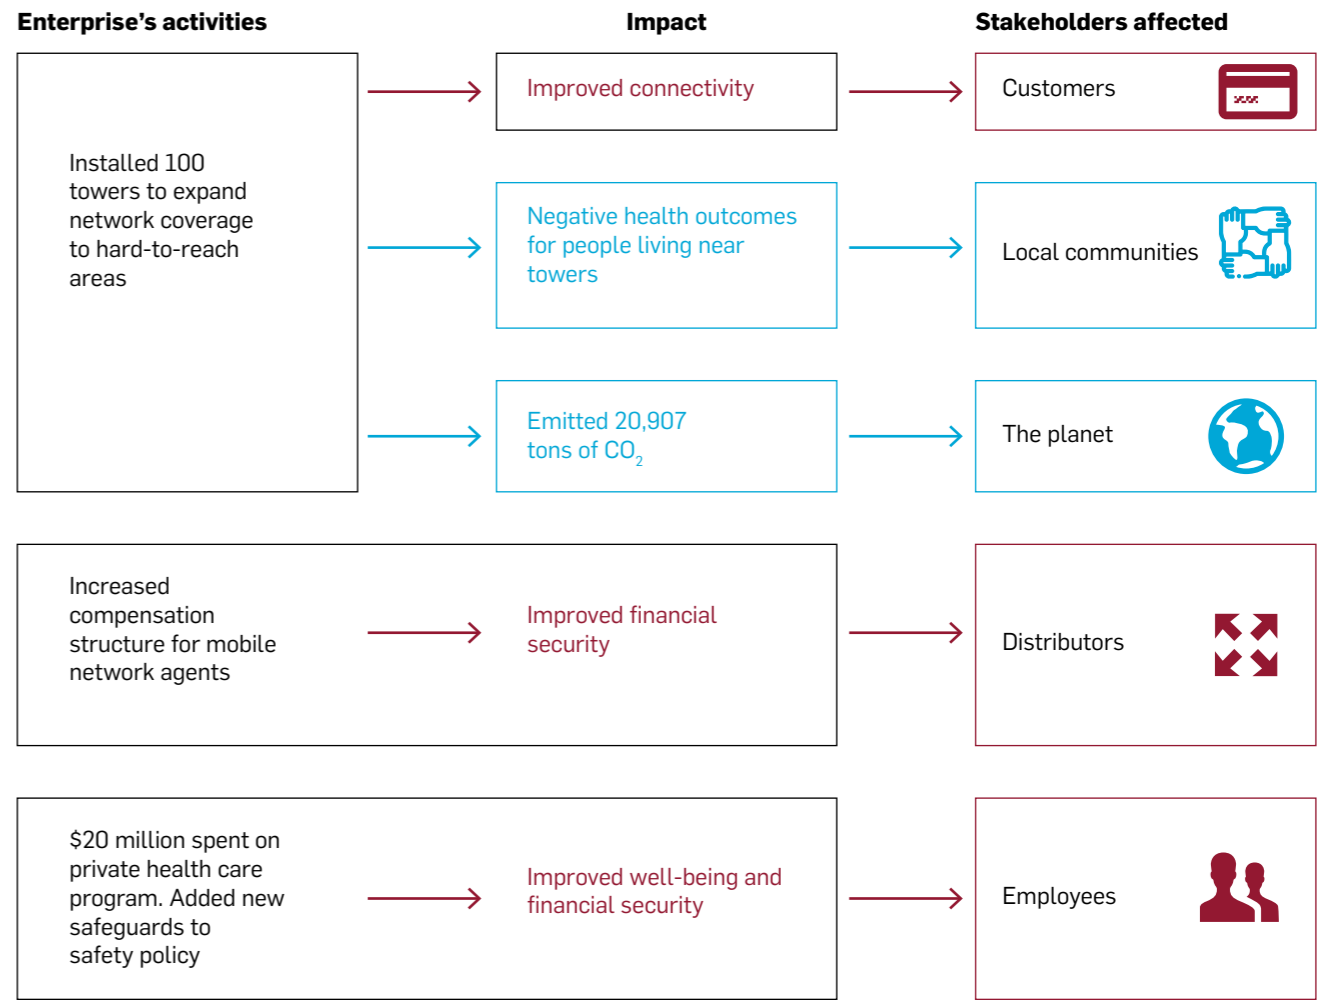 Enterprise’s activities
Impact
Stakeholders affected
Installed 100
towers to expand
network coverage
to hard-to-reach
areas
Improved connectivity
Customers
Negative health outcomes
for people living near
towers
Local communities
Emitted 20,907
tons of CO₂
The planet
Increased
compensation
structure for mobile
network agents
Improved financial
security
Distributors
$20 million spent on
private health care
program. Added new
safeguards to
safety policy
Improved well-being and
financial security
Employees